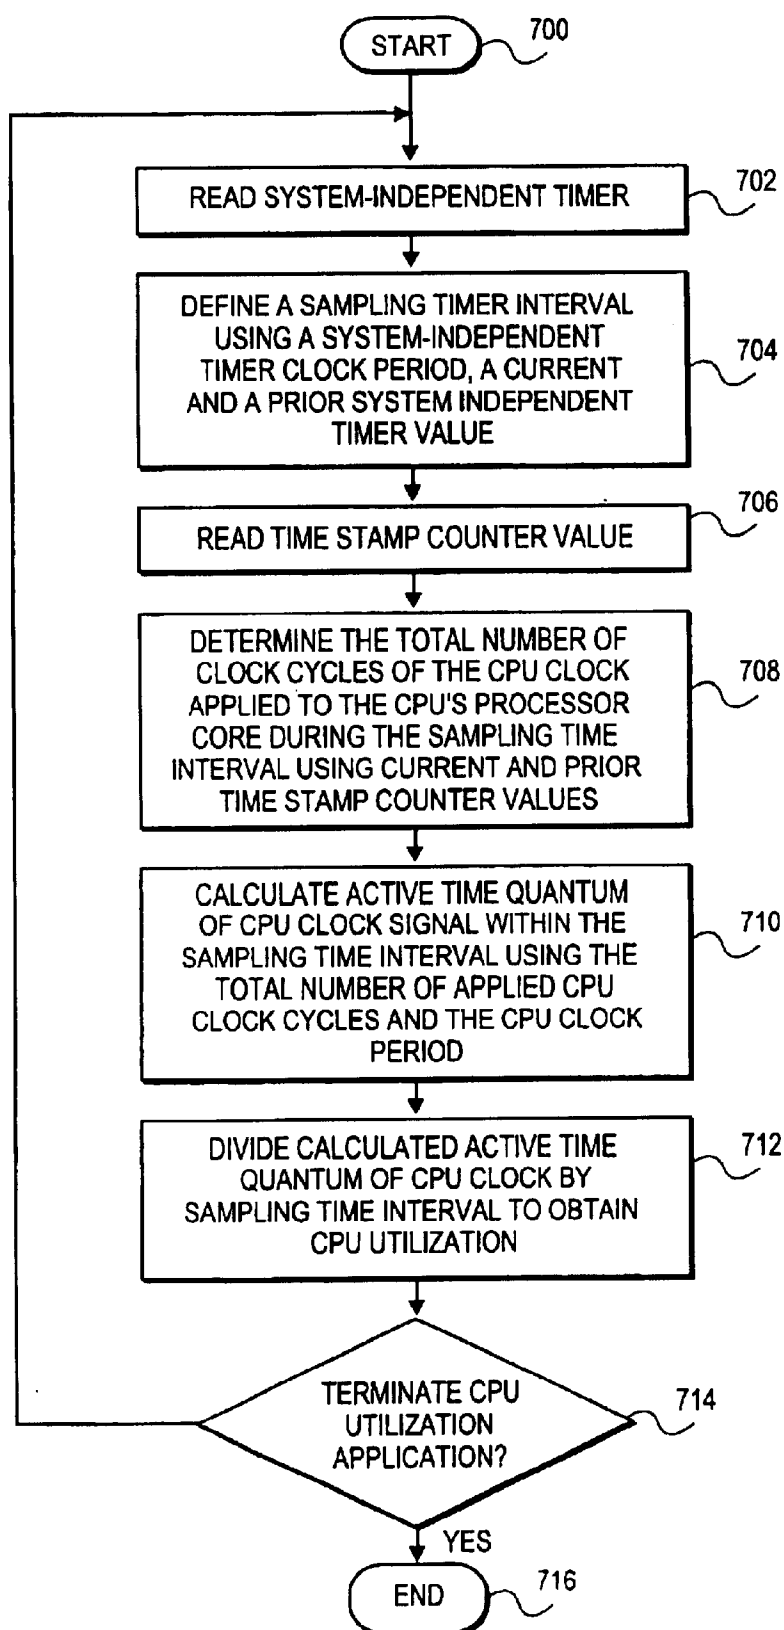 START
700
READ SYSTEM-INDEPENDENT TIMER
702
DEFINE A SAMPLING TIMER INTERVAL
USING A SYSTEM-INDEPENDENT
TIMER CLOCK PERIOD, A CURRENT
AND A PRIOR SYSTEM INDEPENDENT
TIMER VALUE
704
READ TIME STAMP COUNTER VALUE
706
DETERMINE THE TOTAL NUMBER OF
CLOCK CYCLES OF THE CPU CLOCK
APPLIED TO THE CPU'S PROCESSOR
CORE DURING THE SAMPLING TIME
INTERVAL USING CURRENT AND PRIOR
TIME STAMP COUNTER VALUES
708
CALCULATE ACTIVE TIME QUANTUM
OF CPU CLOCK SIGNAL WITHIN THE
SAMPLING TIME INTERVAL USING THE
TOTAL NUMBER OF APPLIED CPU
CLOCK CYCLES AND THE CPU CLOCK
PERIOD
710
DIVIDE CALCULATED ACTIVE TIME
QUANTUM OF CPU CLOCK BY
SAMPLING TIME INTERVAL TO OBTAIN
CPU UTILIZATION
712
TERMINATE CPU
UTILIZATION
APPLICATION?
714
YES
END
716